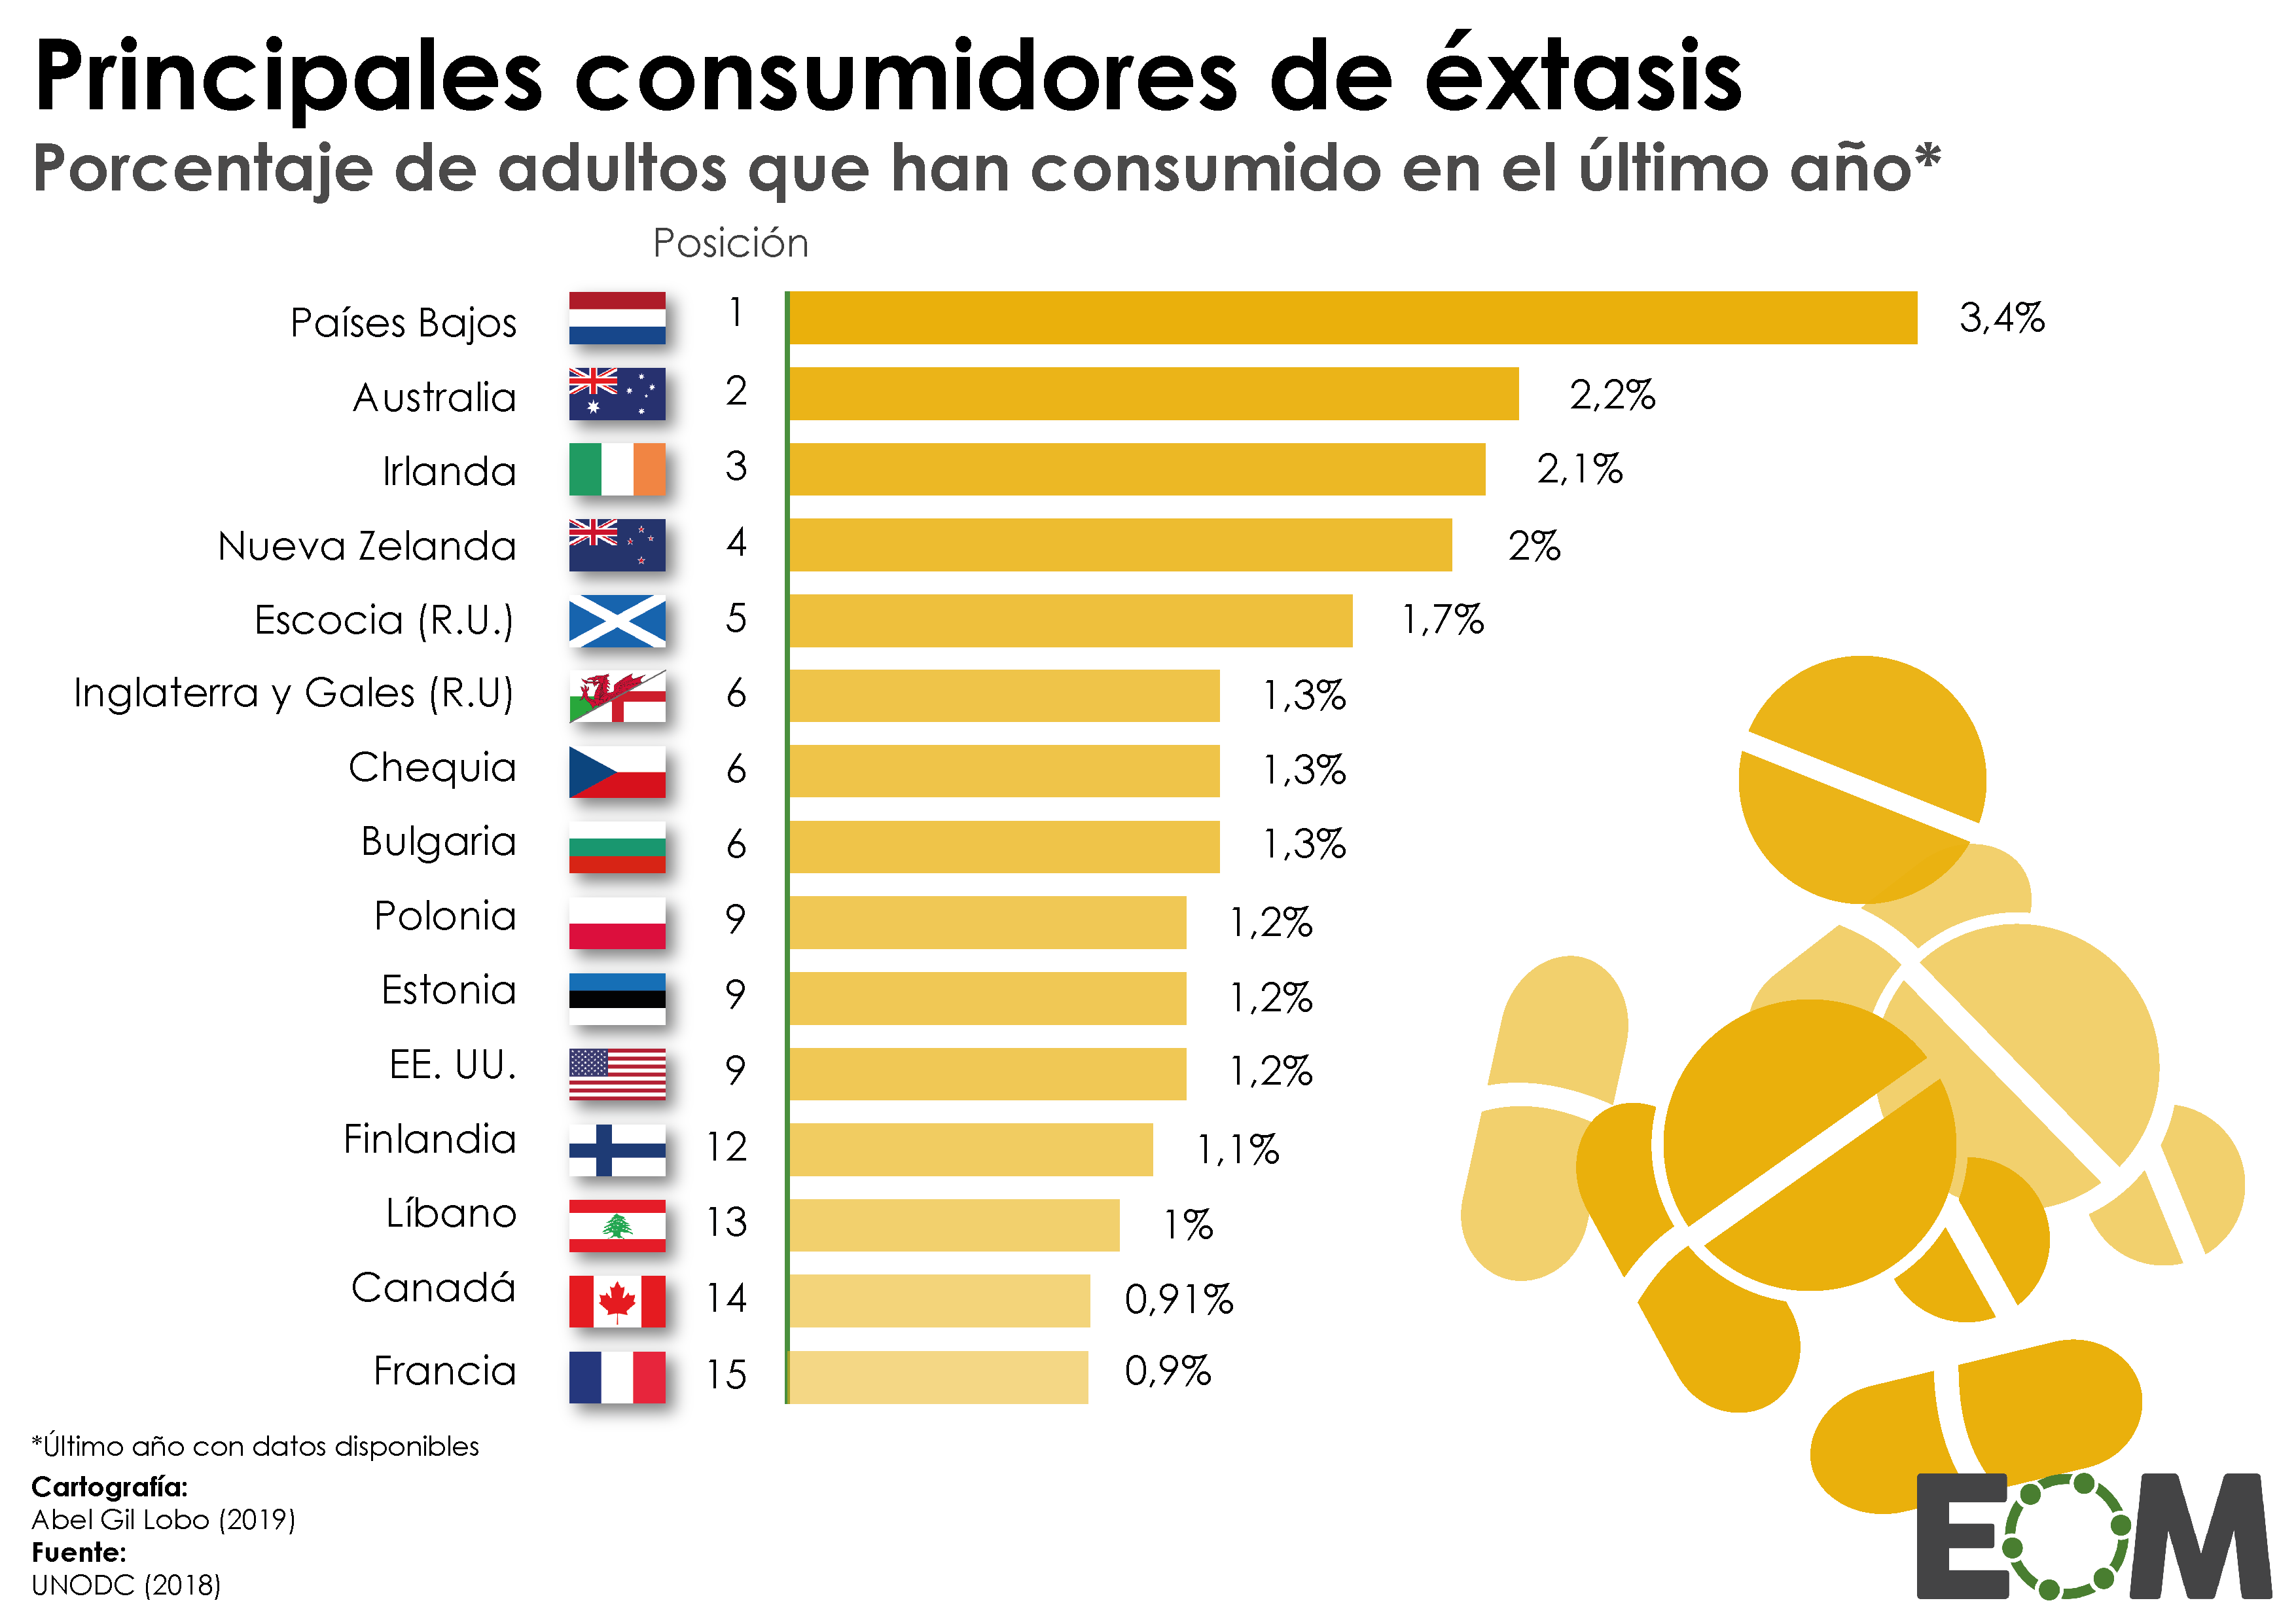 Principales consumidores de éxtasis
Porcentaje de adultos que han consumido en el último año*
Posición
Países Bajos 1 3,4%
Australia 2 2,2%
Irlanda 3 2,1%
Nueva Zelanda 4 2%
Escocia (R.U.) 5 1,7%
Inglaterra y Gales (R.U) 6 1,3%
Chequia 6 1,3%
Bulgaria 6 1,3%
Polonia 9 1,2%
Estonia 9 1,2%
EE. UU. 9 1,2%
Finlandia 12 1,1%
Líbano 13 1%
Canadá 14 0,91%
Francia 15 0,9%
*Último año con datos disponibles
Cartografía:
Abel Gil Lobo (2019)
Fuente:
UNODC (2018)
EOM